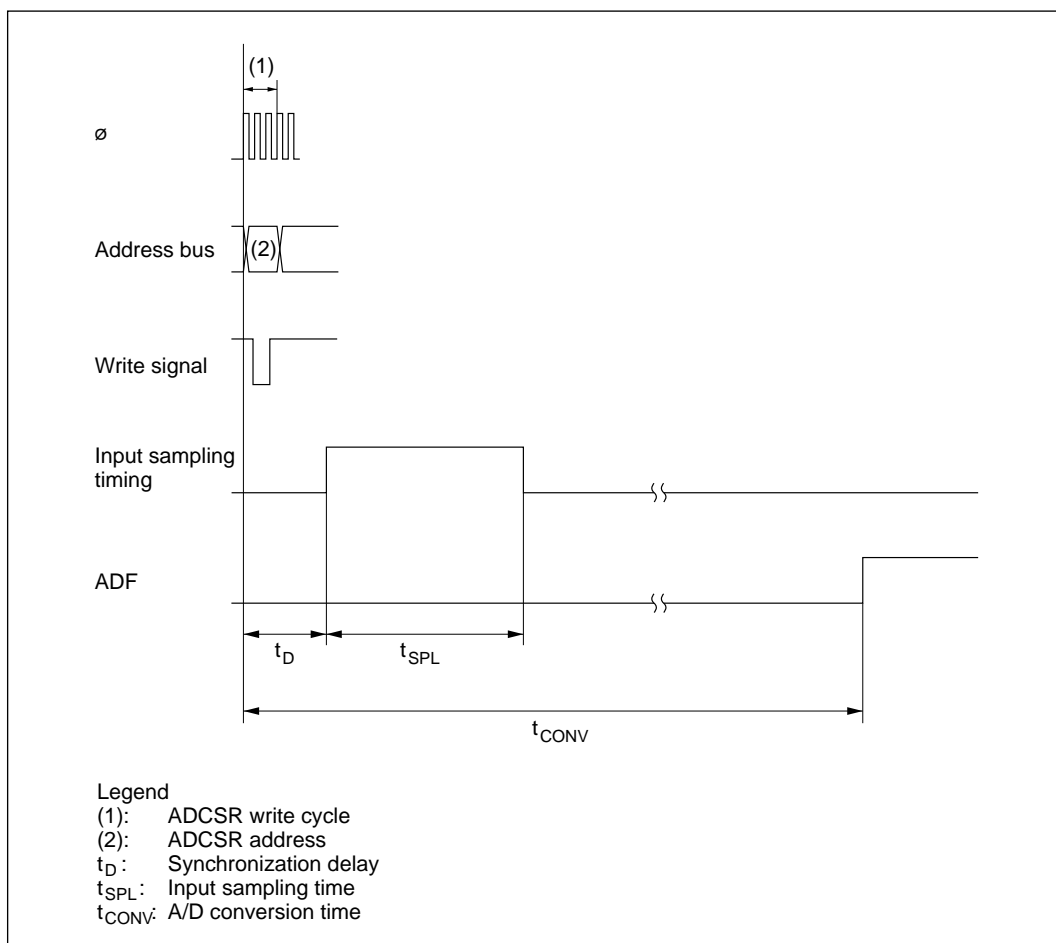 (1)
ø
Address bus
(2)
Write signal
Input sampling
timing
ADF
tD
tSPL
tCONV
Legend
(1): ADCSR write cycle
(2): ADCSR address
tD : Synchronization delay
tSPL : Input sampling time
tCONV: A/D conversion time